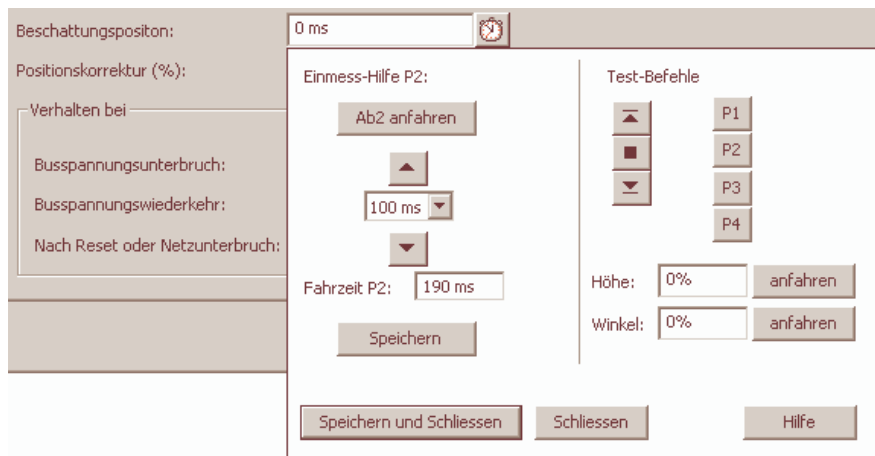 Beschattungspositon:
0 ms
Positionskorrektur (%):
Verhalten bei
Busspannungsunterbruch:
Busspannungswiederkehr:
Nach Reset oder Netzunterbruch:
Einmess-Hilfe P2:
Ab2 anfahren
100 ms
Fahrzeit P2: 190 ms
Speichern
Test-Befehle
P1
P2
P3
P4
Höhe: 0% anfahren
Winkel: 0% anfahren
Speichern und Schliessen
Schliessen
Hilfe